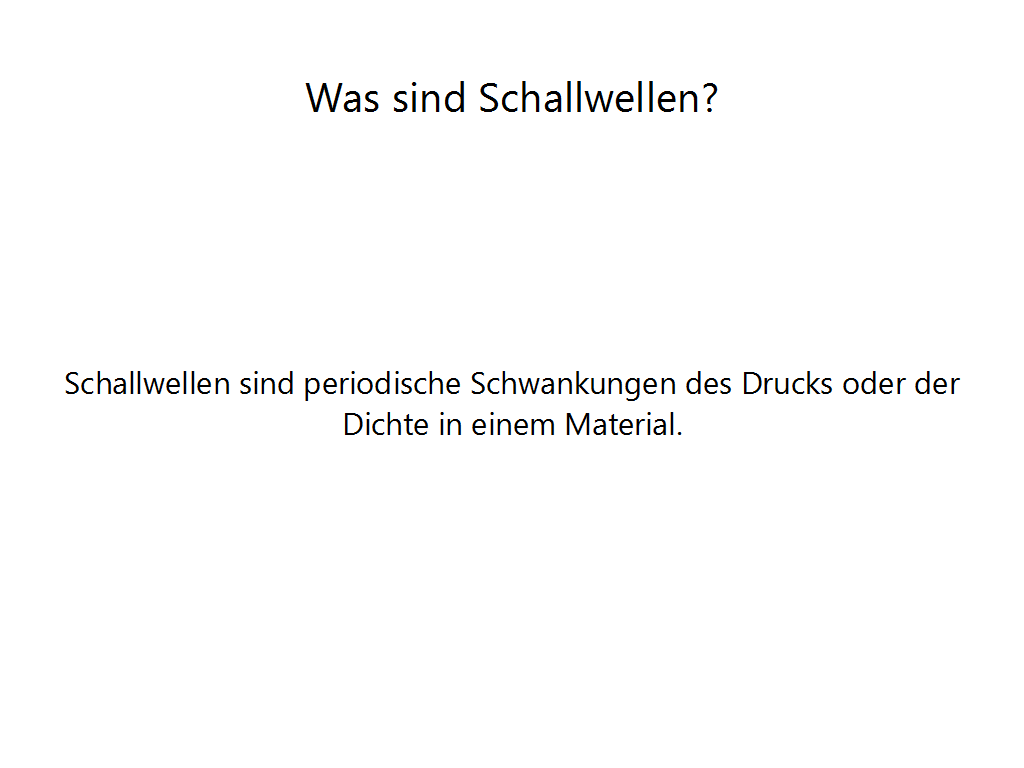 Was sind Schallwellen?
Schallwellen sind periodische Schwankungen des Drucks oder der
Dichte in einem Material.